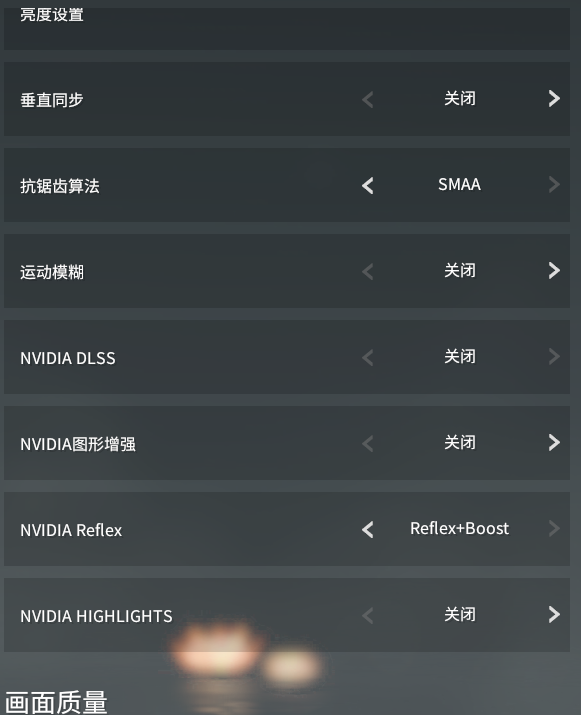 亮度设置
垂直同步 关闭
抗锯齿算法 SMAA
运动模糊 关闭
NVIDIA DLSS 关闭
NVIDIA图形增强 关闭
NVIDIA Reflex Reflex+Boost
NVIDIA HIGHLIGHTS 关闭
画面质量